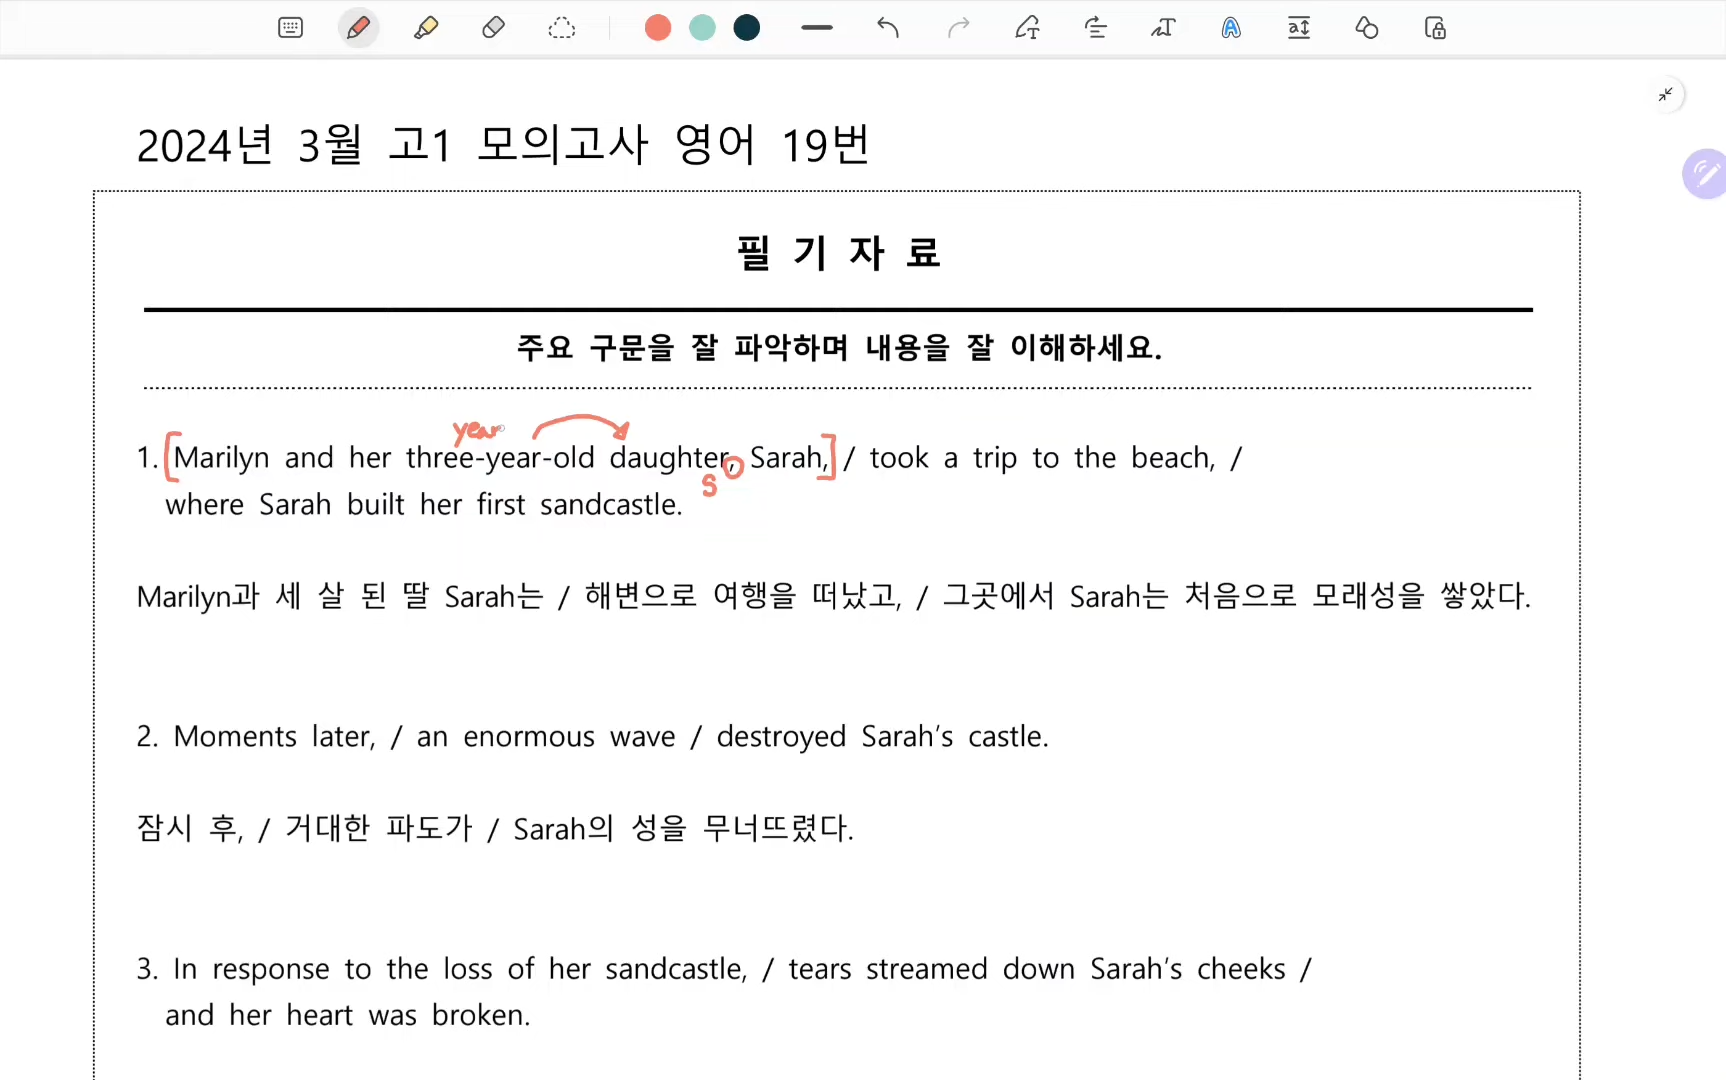 2024년 3월 고1 모의고사 영어 19번
필 기 자 료
주요 구문을 잘 파악하며 내용을 잘 이해하세요.
year
1. [Marilyn and her three-year-old daughter, Sarah,] / took a trip to the beach, /
S
where Sarah built her first sandcastle.
Marilyn과 세 살 된 딸 Sarah는 / 해변으로 여행을 떠났고, / 그곳에서 Sarah는 처음으로 모래성을 쌓았다.
2. Moments later, / an enormous wave / destroyed Sarah's castle.
잠시 후, / 거대한 파도가 / Sarah의 성을 무너뜨렸다.
3. In response to the loss of her sandcastle, / tears streamed down Sarah's cheeks /
and her heart was broken.